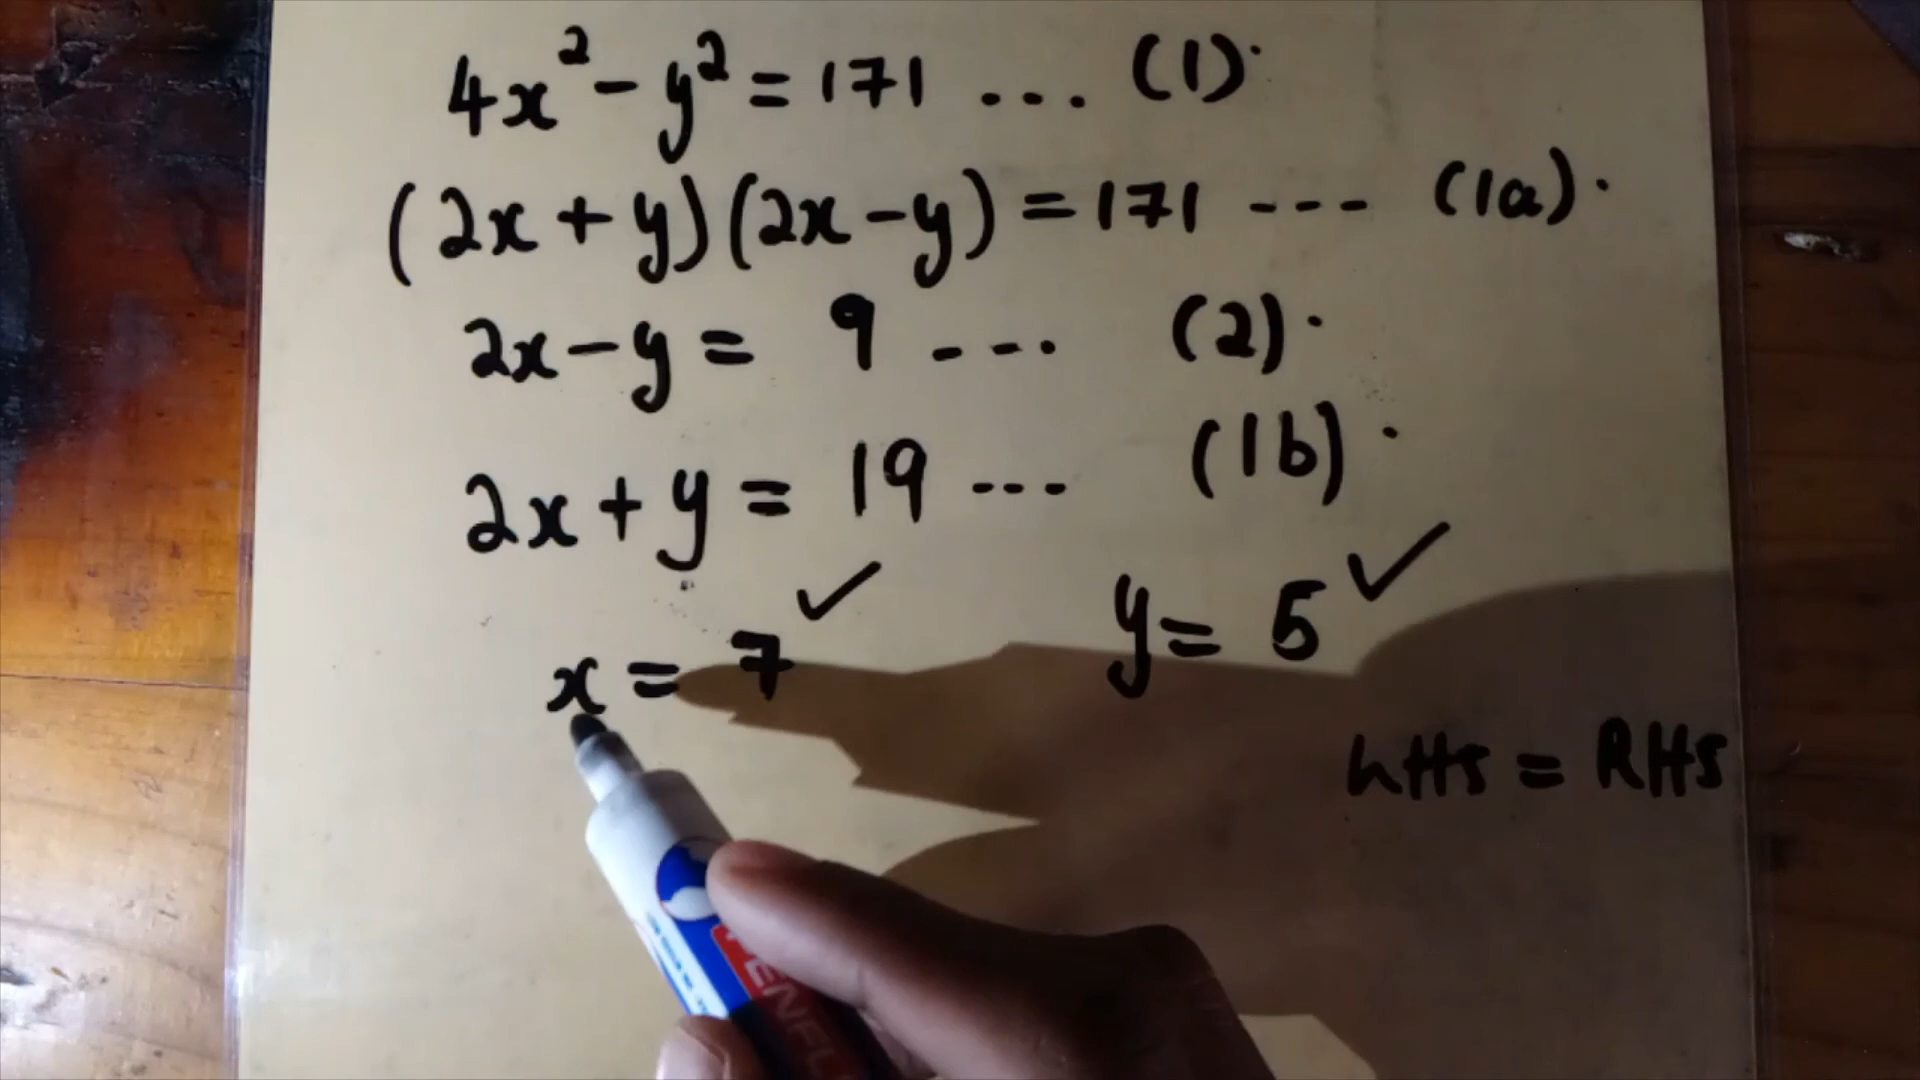 4x² - y² = 171 ... (1).
(2x + y)(2x - y) = 171 --- (1a).
2x - y = 9 --- (2).
2x + y = 19 --- (1b).
x = 7 ✓ y = 5 ✓
LHS = RHS